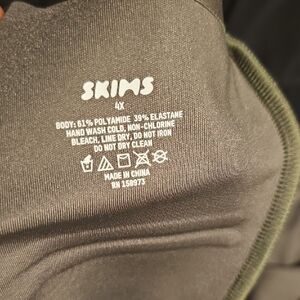 SKIMS
4X
BODY: 61% POLYAMIDE 39% ELASTANE
HAND WASH COLD, NON-CHLORINE
BLEACH, LINE DRY, DO NOT IRON
DO NOT DRY CLEAN
MADE IN CHINA
RN 158973